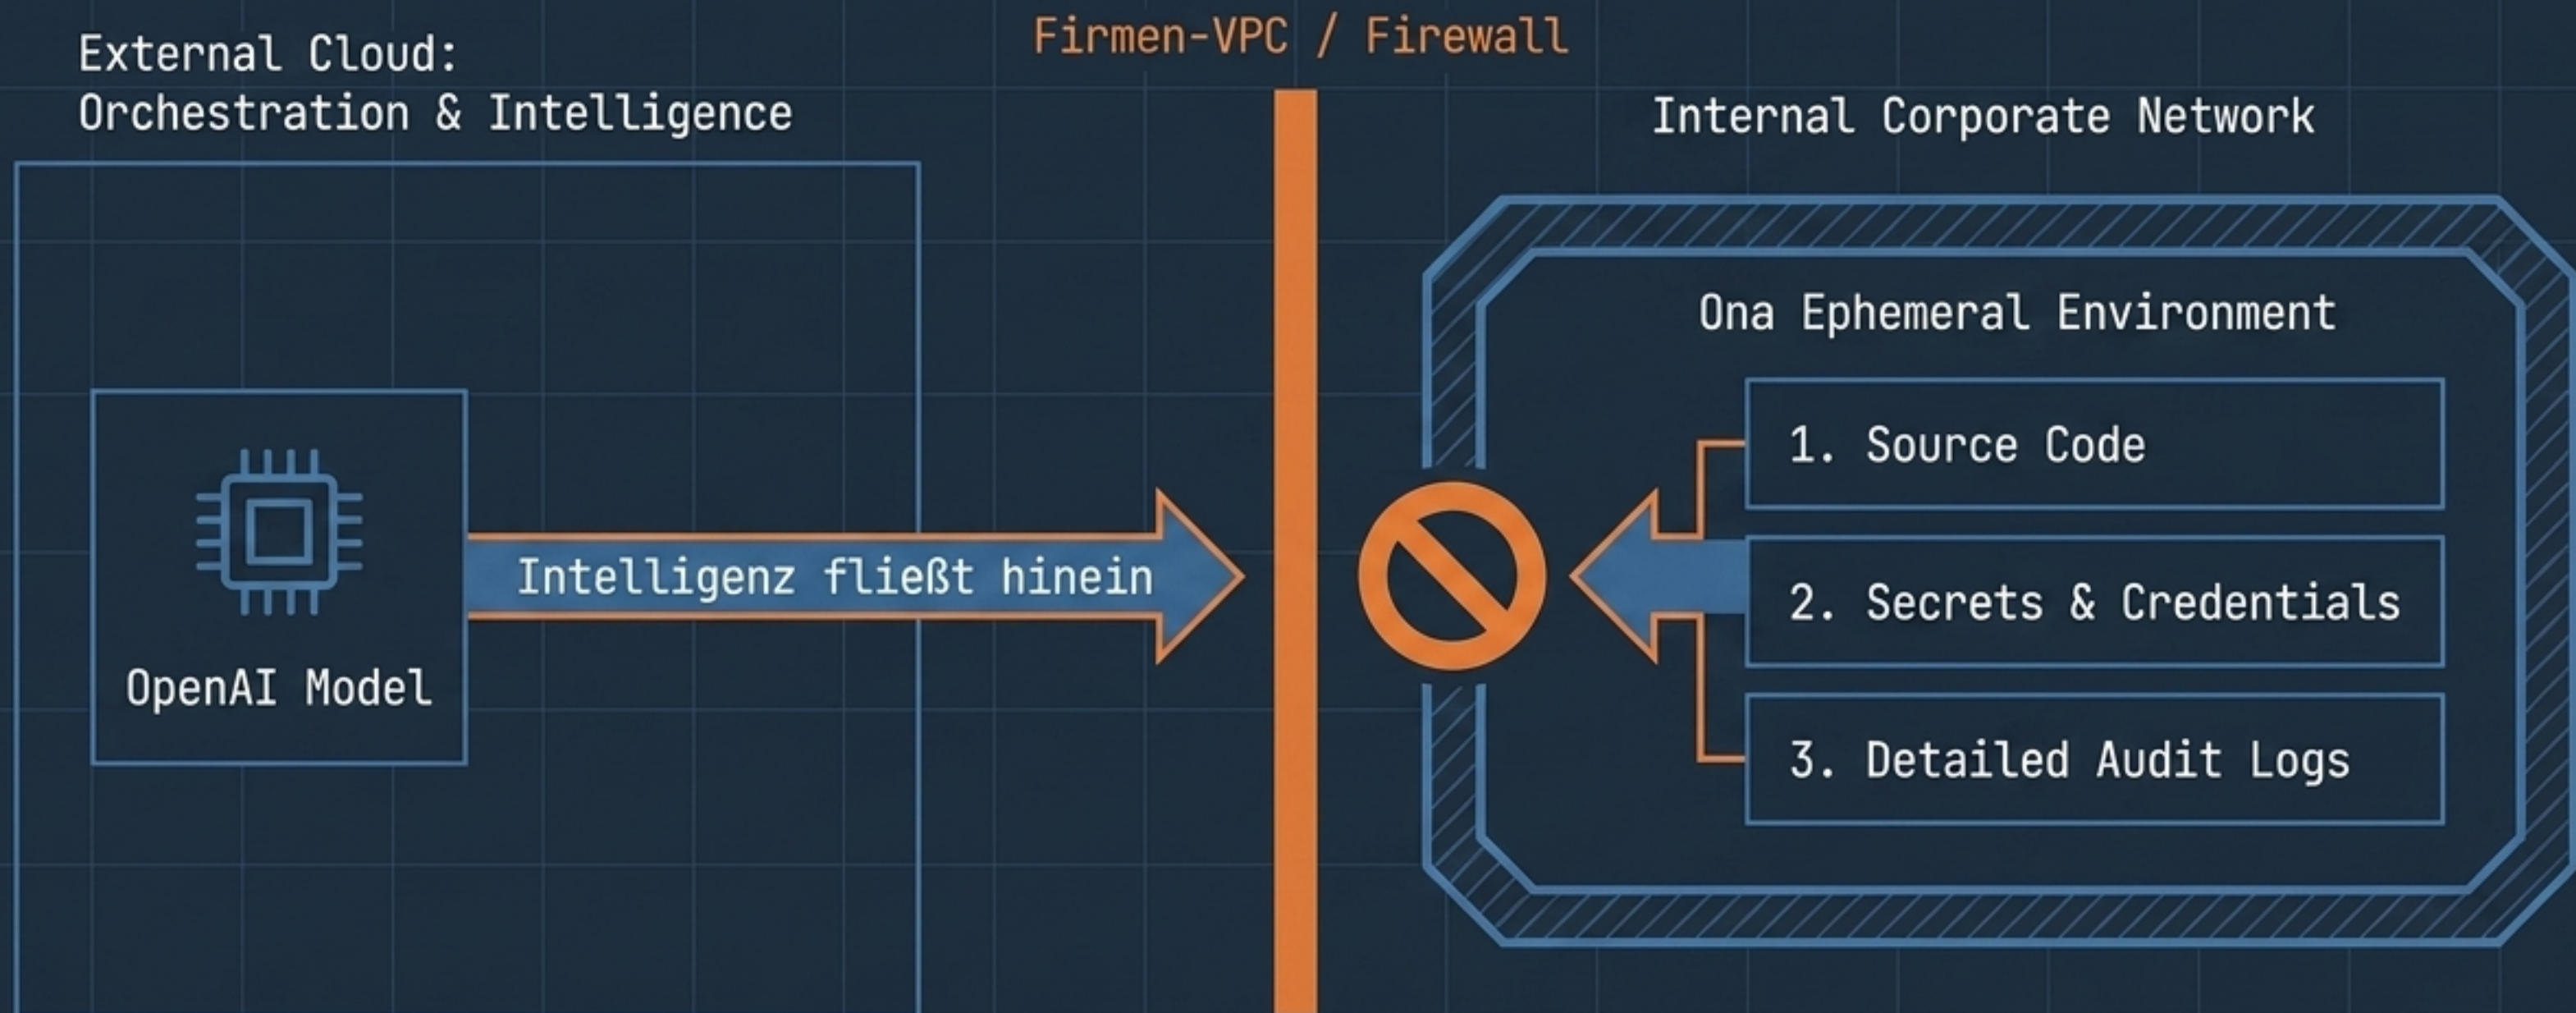 External Cloud:
Orchestration & Intelligence
Firmen-VPC / Firewall
Internal Corporate Network
OpenAI Model
Intelligenz fließt hinein
Ona Ephemeral Environment
1. Source Code
2. Secrets & Credentials
3. Detailed Audit Logs